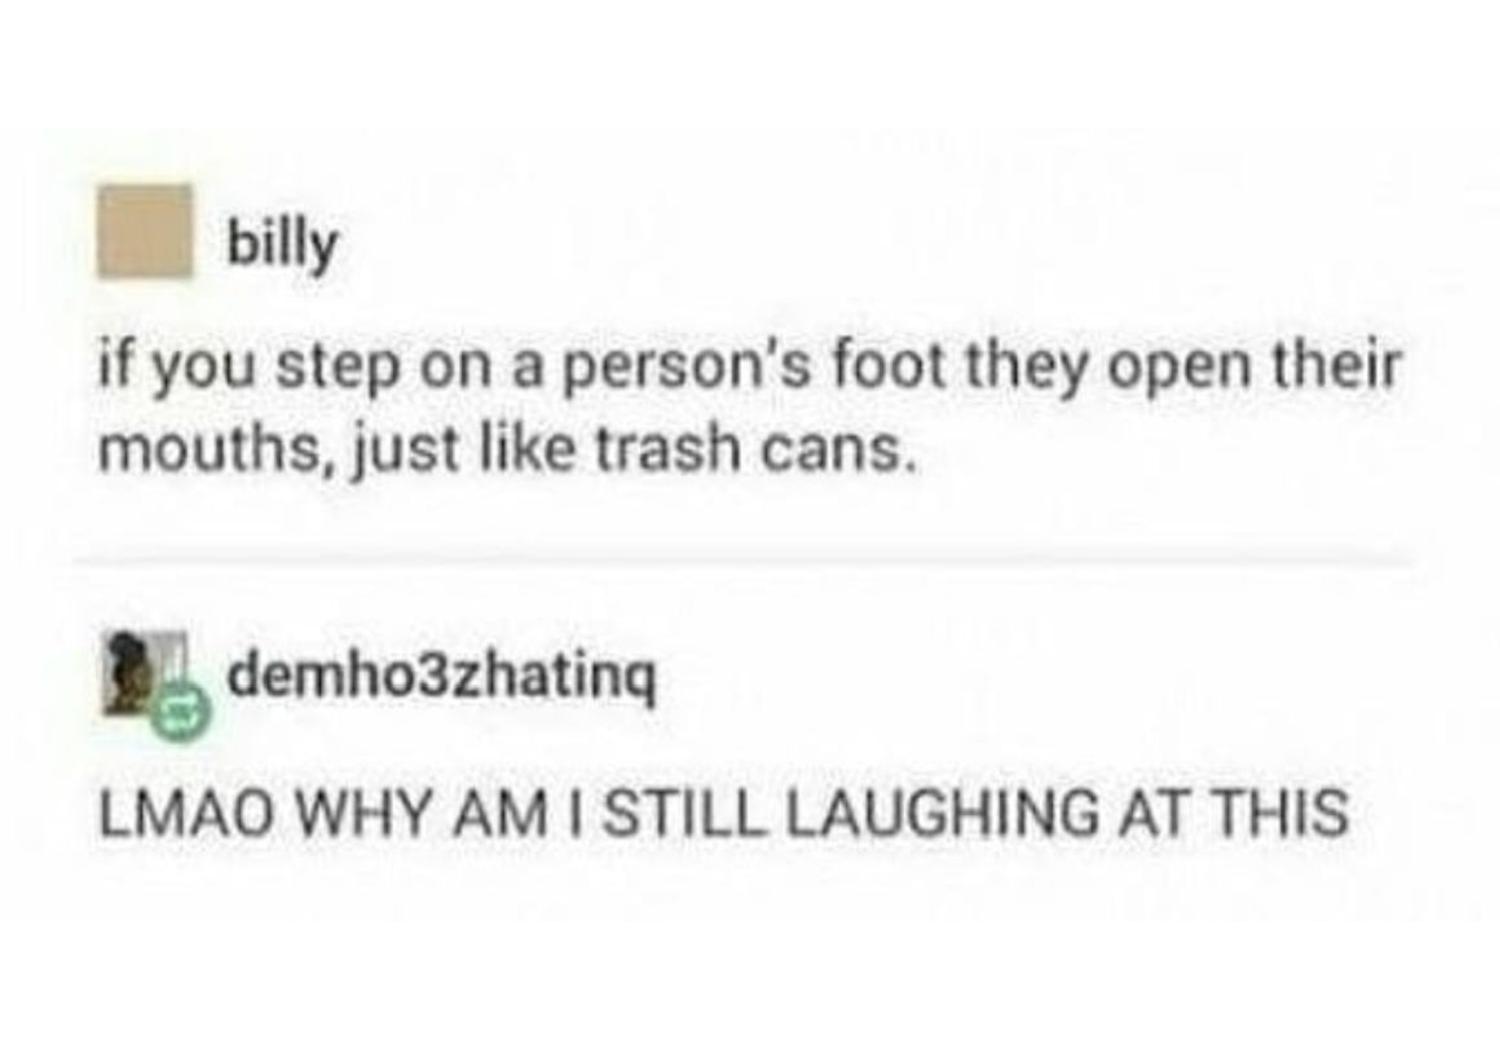 billy
if you step on a person's foot they open their
mouths, just like trash cans.
demho3zhatinq
LMAO WHY AM I STILL LAUGHING AT THIS